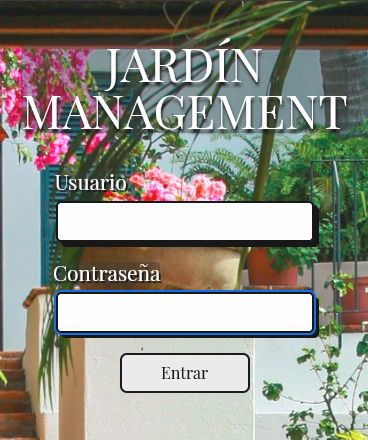 JARDÍN
MANAGEMENT
Usuario
Contraseña
Entrar